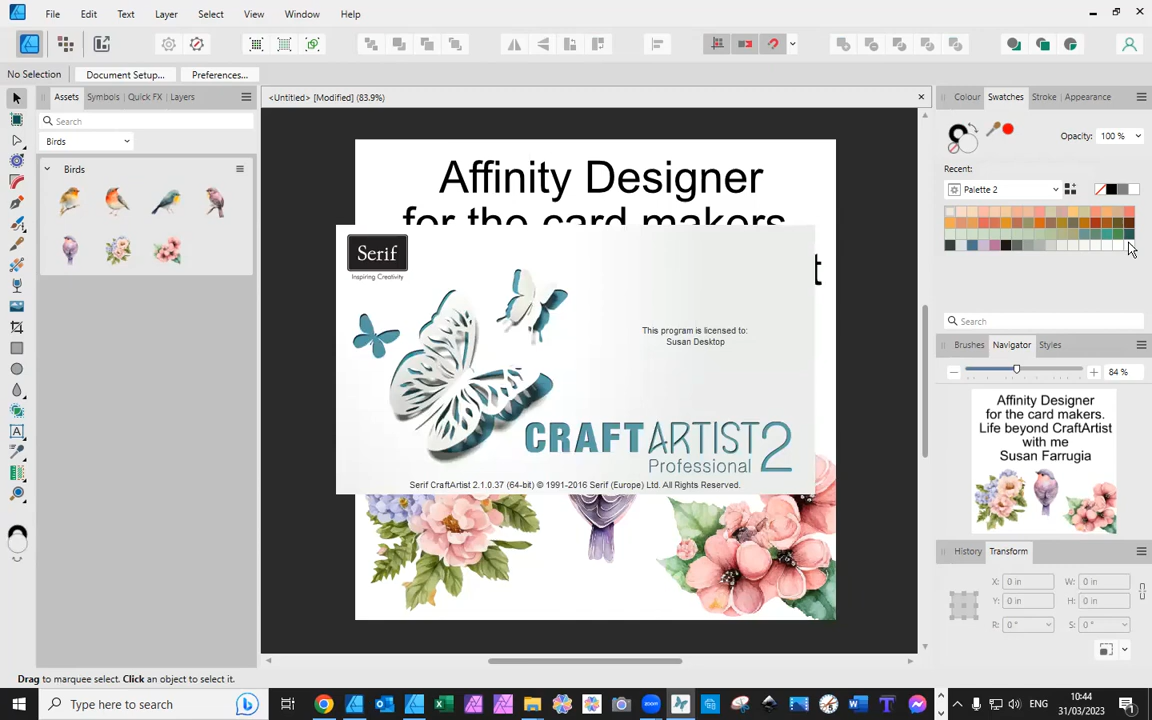 File Edit Text Layer Select View Window Help
No Selection Document Setup... Preferences...
Assets Symbols Quick FX Layers
Search
Birds
Birds
<Untitled> [Modified] (83.9%)
Affinity Designer
for the card makers.
Serif
Inspiring Creativity
This program is licensed to:
Susan Desktop
CRAFTARTIST 2
Professional
Serif CraftArtist 2.1.0.37 (64-bit) © 1991-2016 Serif (Europe) Ltd. All Rights Reserved.
Colour Swatches Stroke Appearance
Opacity: 100 %
Recent:
Palette 2
Search
Brushes Navigator Styles
84 %
Affinity Designer
for the card makers.
Life beyond CraftArtist
with me
Susan Farrugia
History Transform
X: 0 in W: 0 in
Y: 0 in H: 0 in
R: 0 ° S: 0 °
Drag to marquee select. Click an object to select it.
Type here to search
ENG
10:44
31/03/2023